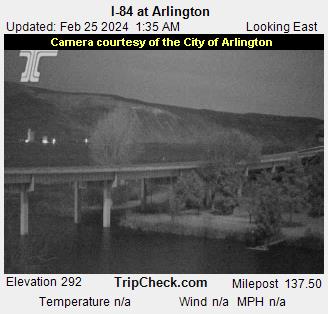 I-84 at Arlington
Updated: Feb 25 2024 1:35 AM Looking East
Camera courtesy of the City of Arlington
Elevation 292 TripCheck.com Milepost 137.50
Temperature n/a Wind n/a MPH n/a